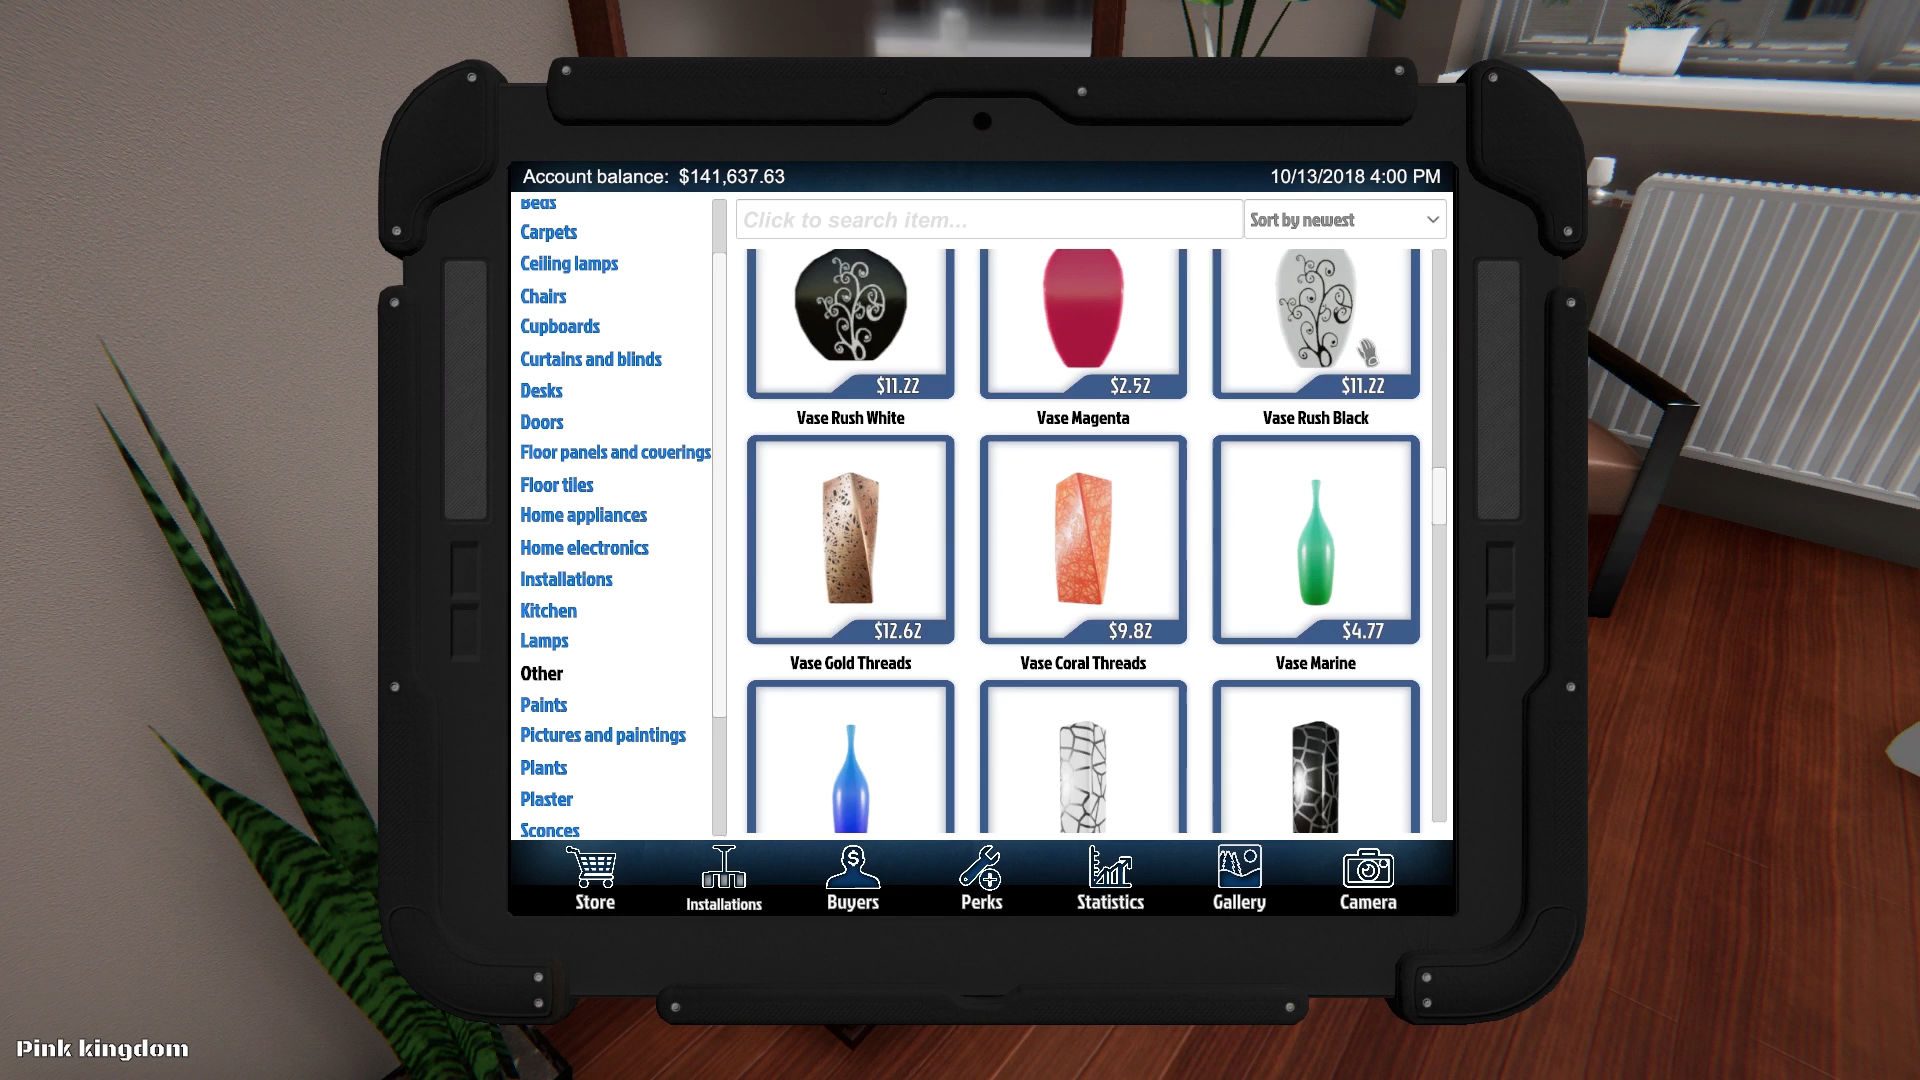 Account balance: $141,637.63
10/13/2018 4:00 PM
Beds
Carpets
Ceiling lamps
Chairs
Cupboards
Curtains and blinds
Desks
Doors
Floor panels and coverings
Floor tiles
Home appliances
Home electronics
Installations
Kitchen
Lamps
Other
Paints
Pictures and paintings
Plants
Plaster
Sconces
Click to search item...
Sort by newest
$11.22
$2.52
$11.22
Vase Rush White
Vase Magenta
Vase Rush Black
$12.62
$9.82
$4.77
Vase Gold Threads
Vase Coral Threads
Vase Marine
Store
Installations
Buyers
Perks
Statistics
Gallery
Camera
Pink kingdom